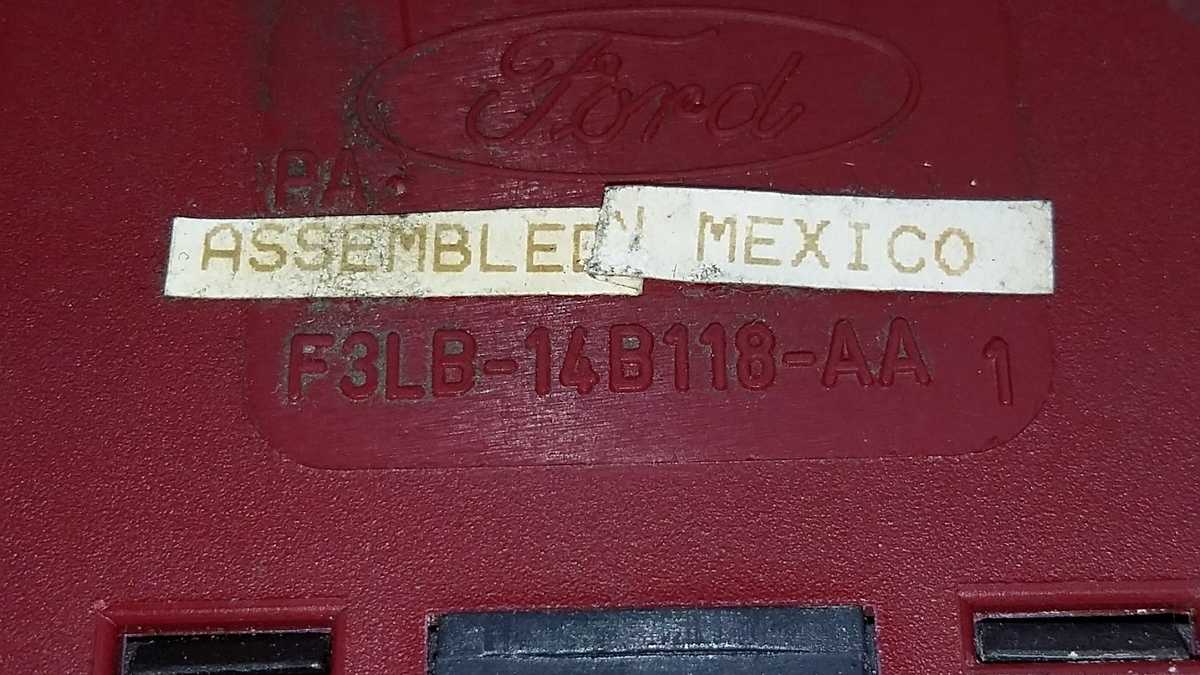 Ford
PA
ASSEMBLED MEXICO
F3LB-14B118-AA 1